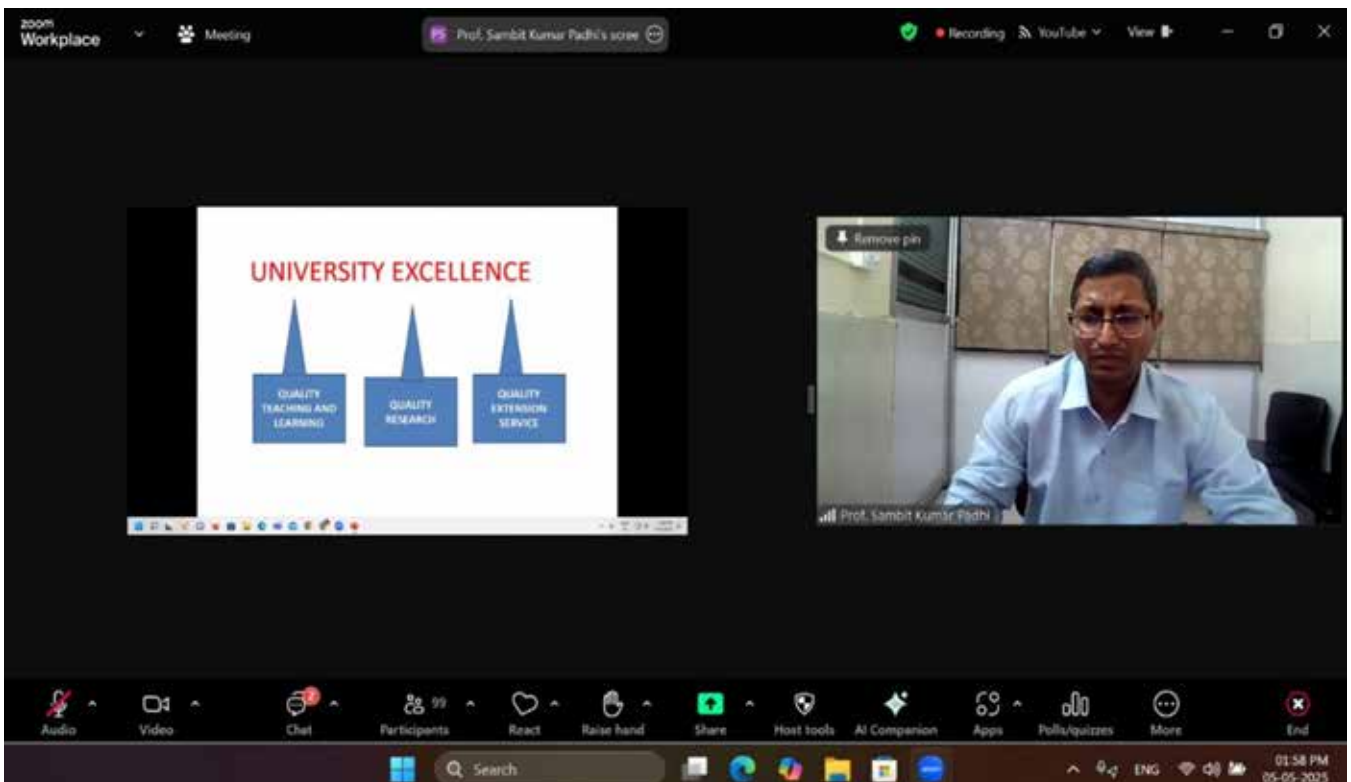 zoom
Workplace
Meeting
PS Prof. Sambit Kumar Padhi's scree
Recording
YouTube
View
UNIVERSITY EXCELLENCE
QUALITY
TEACHING AND
LEARNING
QUALITY
RESEARCH
QUALITY
EXTENSION
SERVICE
Remove pin
Prof. Sambit Kumar Padhi
Audio
Video
2
Chat
99
Participants
React
Raise hand
Share
Host tools
AI Companion
Apps
Polls/quizzes
More
End
Search
ENG
01:58 PM
05-05-2025